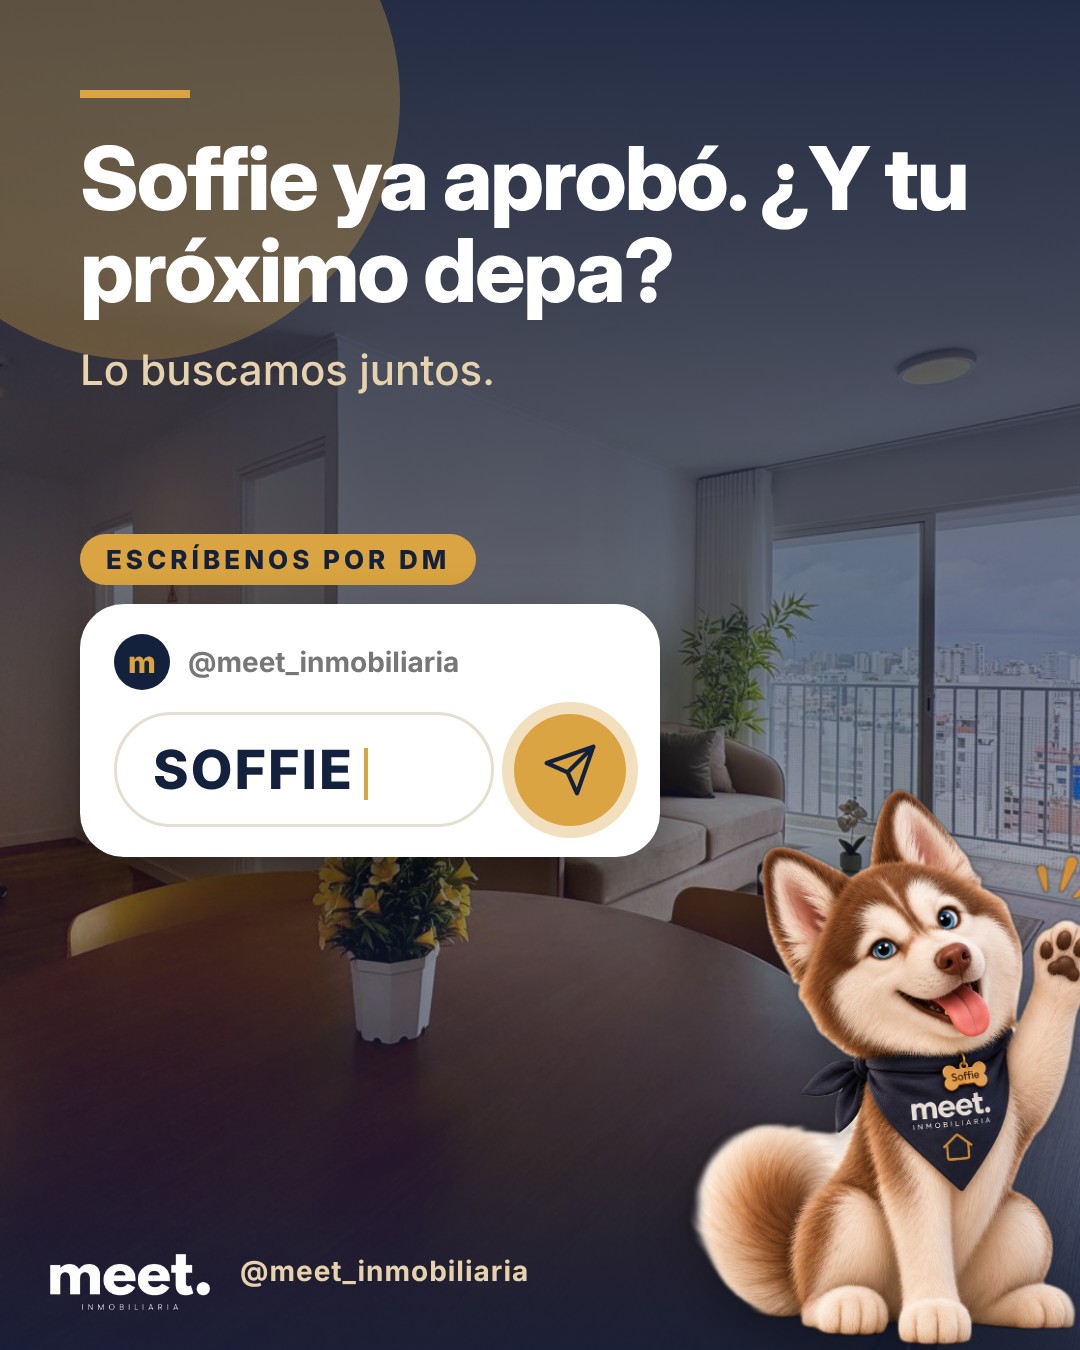 Soffie ya aprobó. ¿Y tu
próximo depa?
Lo buscamos juntos.
ESCRÍBENOS POR DM
m
@meet_inmobiliaria
SOFFIE
Soffie
meet.
INMOBILIARIA
meet.
INMOBILIARIA
@meet_inmobiliaria